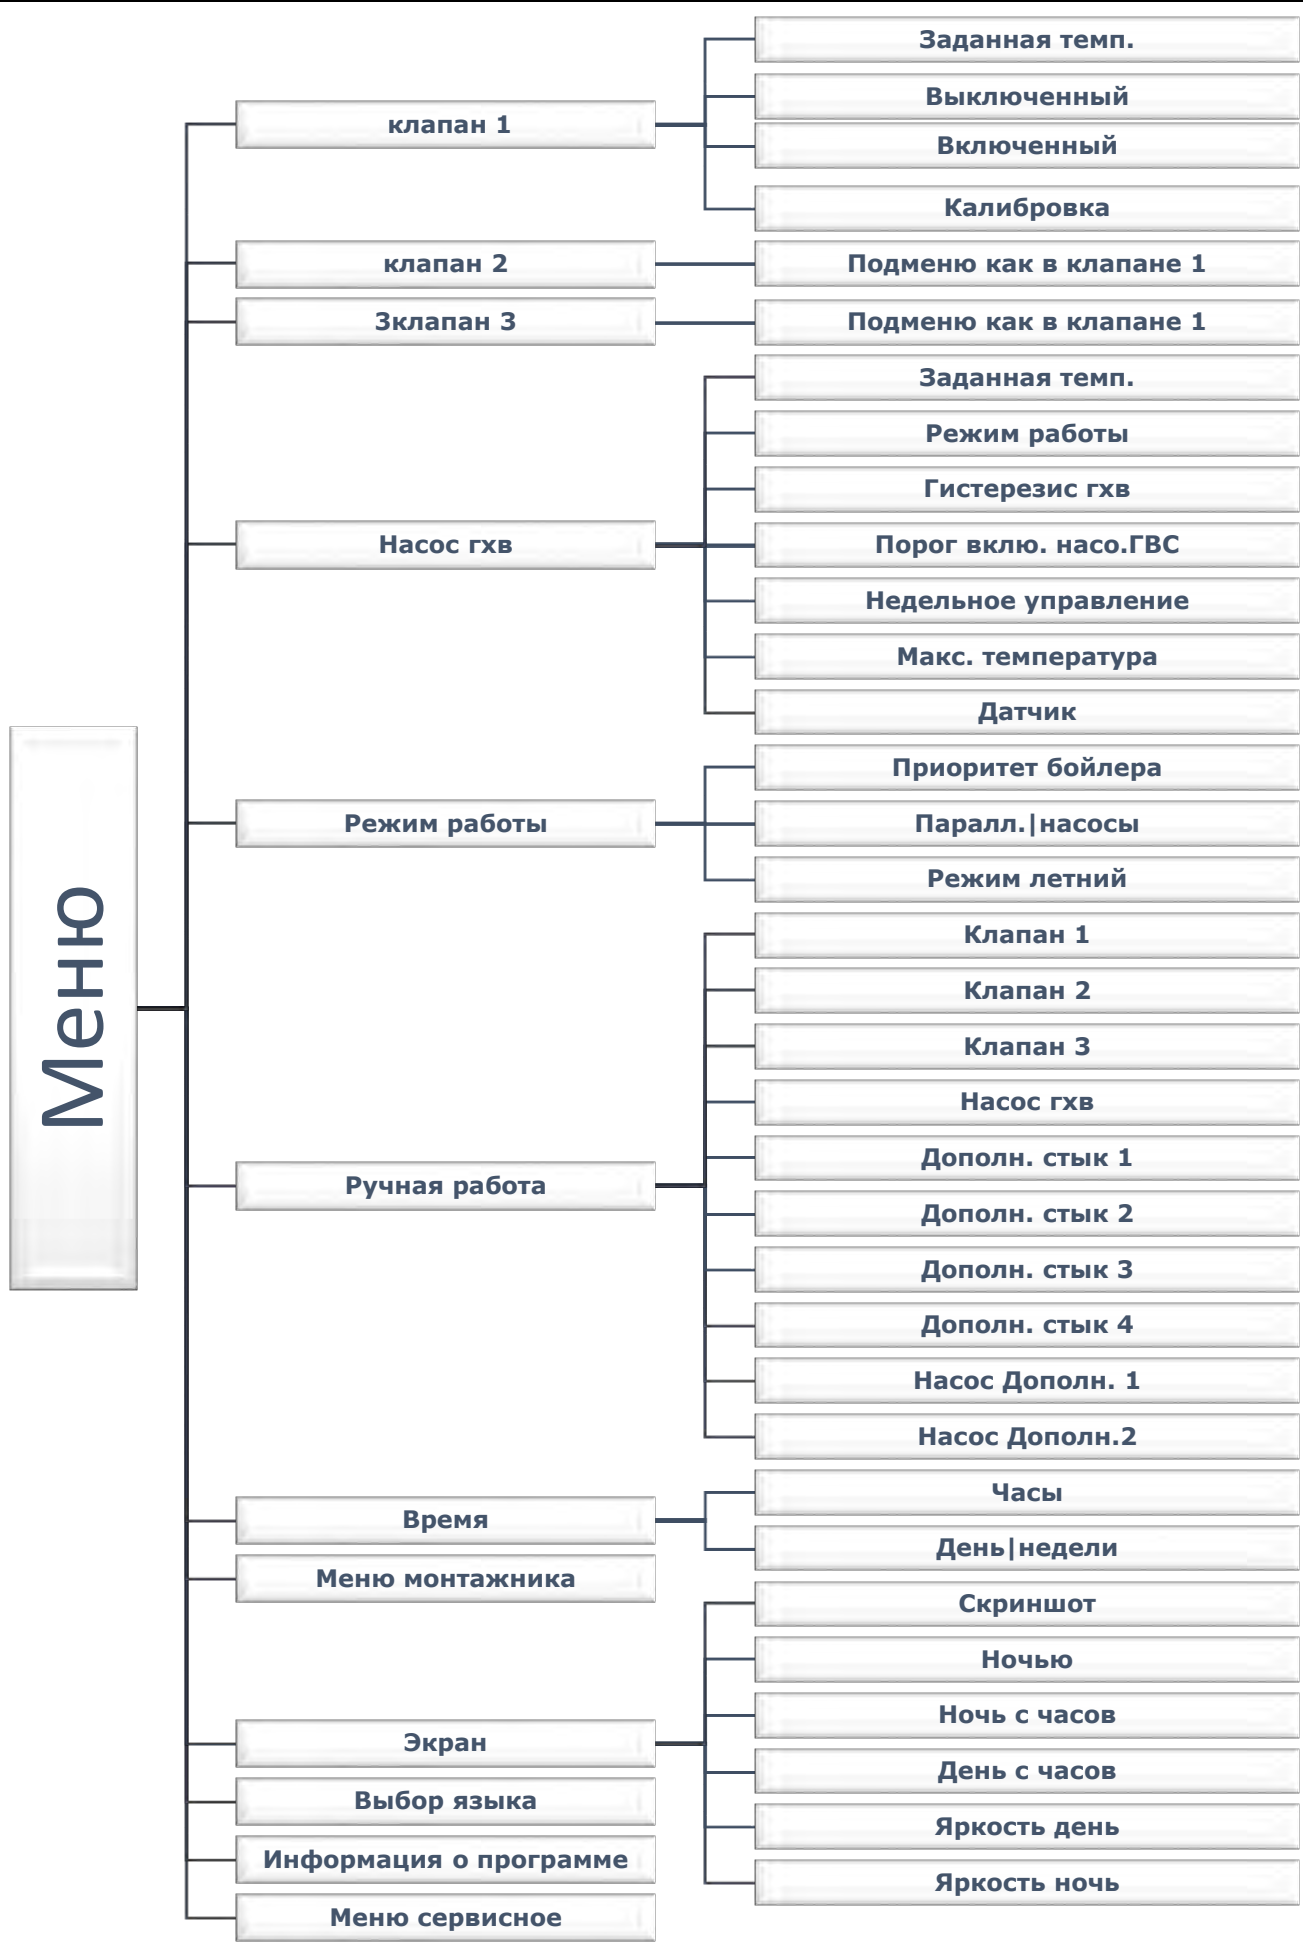 Меню
клапан 1
Заданная темп.
Выключенный
Включенный
Калибровка
клапан 2
Подменю как в клапане 1
3клапан 3
Подменю как в клапане 1
Насос гхв
Заданная темп.
Режим работы
Гистерезис гхв
Порог вклю. насо.ГВС
Недельное управление
Макс. температура
Датчик
Режим работы
Приоритет бойлера
Паралл.|насосы
Режим летний
Ручная работа
Клапан 1
Клапан 2
Клапан 3
Насос гхв
Дополн. стык 1
Дополн. стык 2
Дополн. стык 3
Дополн. стык 4
Насос Дополн. 1
Насос Дополн.2
Время
Часы
День|недели
Меню монтажника
Экран
Скриншот
Ночью
Ночь с часов
День с часов
Яркость день
Яркость ночь
Выбор языка
Информация о программе
Меню сервисное